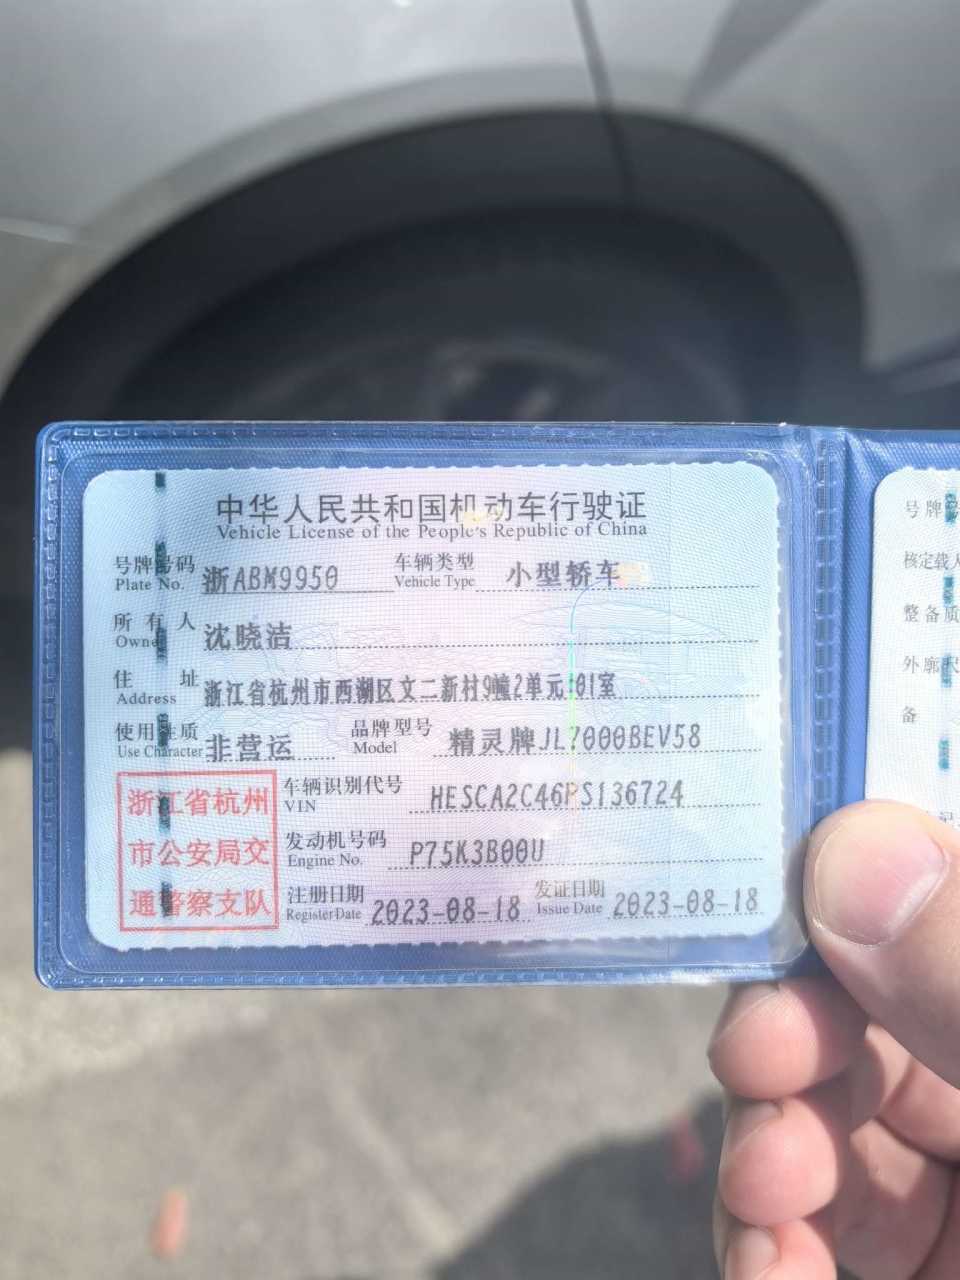 中华人民共和国机动车行驶证
Vehicle License of the People's Republic of China
号牌号码 浙ABM9950 车辆类型 小型轿车
Plate No. Vehicle Type
所有人 沈晓洁
Owner
住址 浙江省杭州市西湖区文二新村9幢2单元101室
Address
使用性质 非营运 品牌型号 精灵牌JL7000BEV58
Use Character Model
车辆识别代号 HESCA2C46PS136724
VIN
发动机号码 P75K3B00U
Engine No.
注册日期 2023-08-18 发证日期 2023-08-18
Register Date Issue Date
浙江省杭州
市公安局交
通警察支队
号牌
核定载人
整备质
外廓尺
备